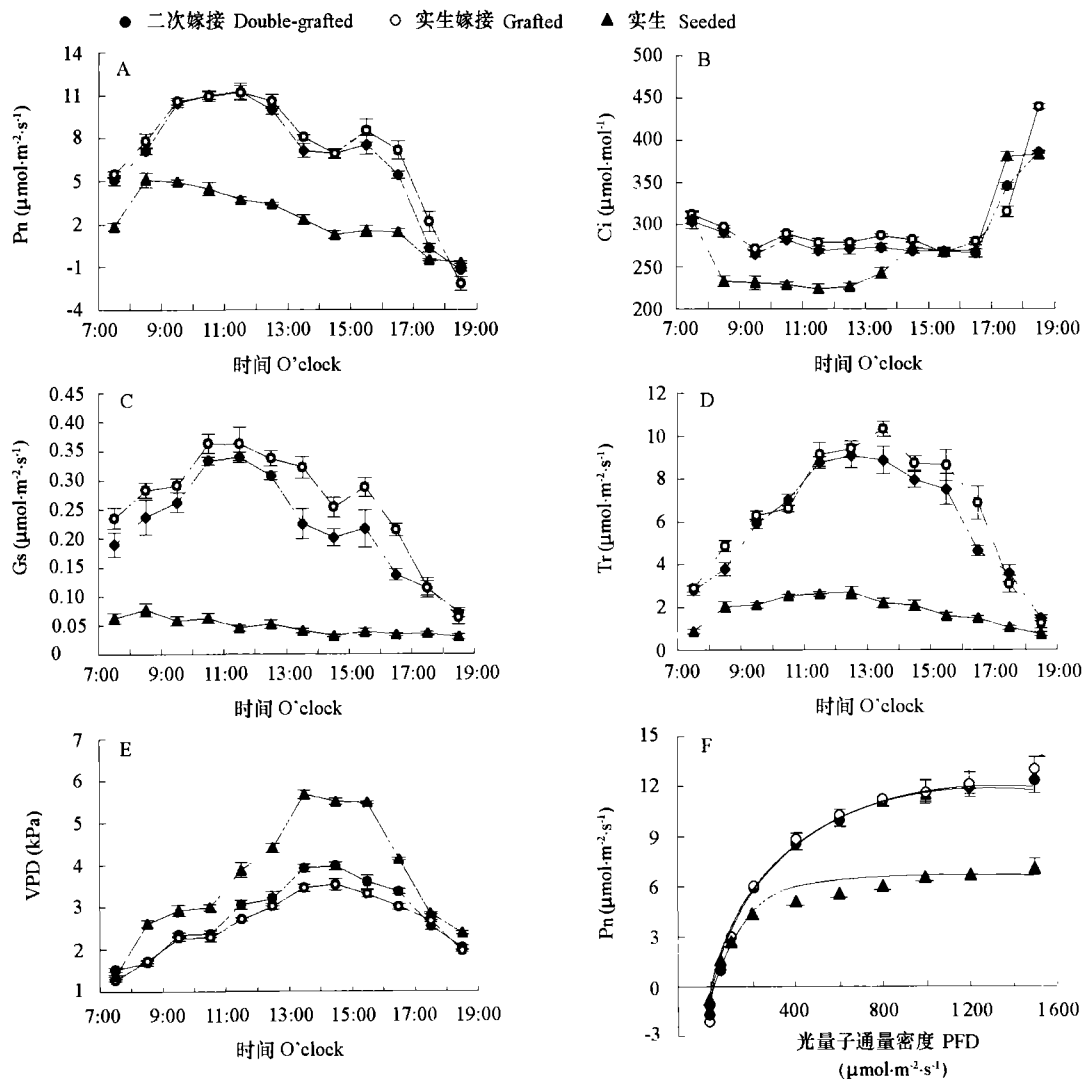 ● 二次嫁接 Double-grafted ○ 实生嫁接 Grafted ▲ 实生 Seeded
A
Pn (μmol·m⁻²·s⁻¹)
14
11
8
5
2
-1
-4
7:00 9:00 11:00 13:00 15:00 17:00 19:00
时间 O'clock
B
Ci (μmol·mol⁻¹)
500
450
400
350
300
250
200
7:00 9:00 11:00 13:00 15:00 17:00 19:00
时间 O'clock
C
Gs (μmol·m⁻²·s⁻¹)
0.45
0.40
0.35
0.30
0.25
0.20
0.15
0.10
0.05
0
7:00 9:00 11:00 13:00 15:00 17:00 19:00
时间 O'clock
D
Tr (μmol·m⁻²·s⁻¹)
12
10
8
6
4
2
0
7:00 9:00 11:00 13:00 15:00 17:00 19:00
时间 O'clock
E
VPD (kPa)
7
6
5
4
3
2
1
7:00 9:00 11:00 13:00 15:00 17:00 19:00
时间 O'clock
F
Pn (μmol·m⁻²·s⁻¹)
15
12
9
6
3
0
-3
400 800 1 200 1 600
光量子通量密度 PFD
(μmol·m⁻²·s⁻¹)